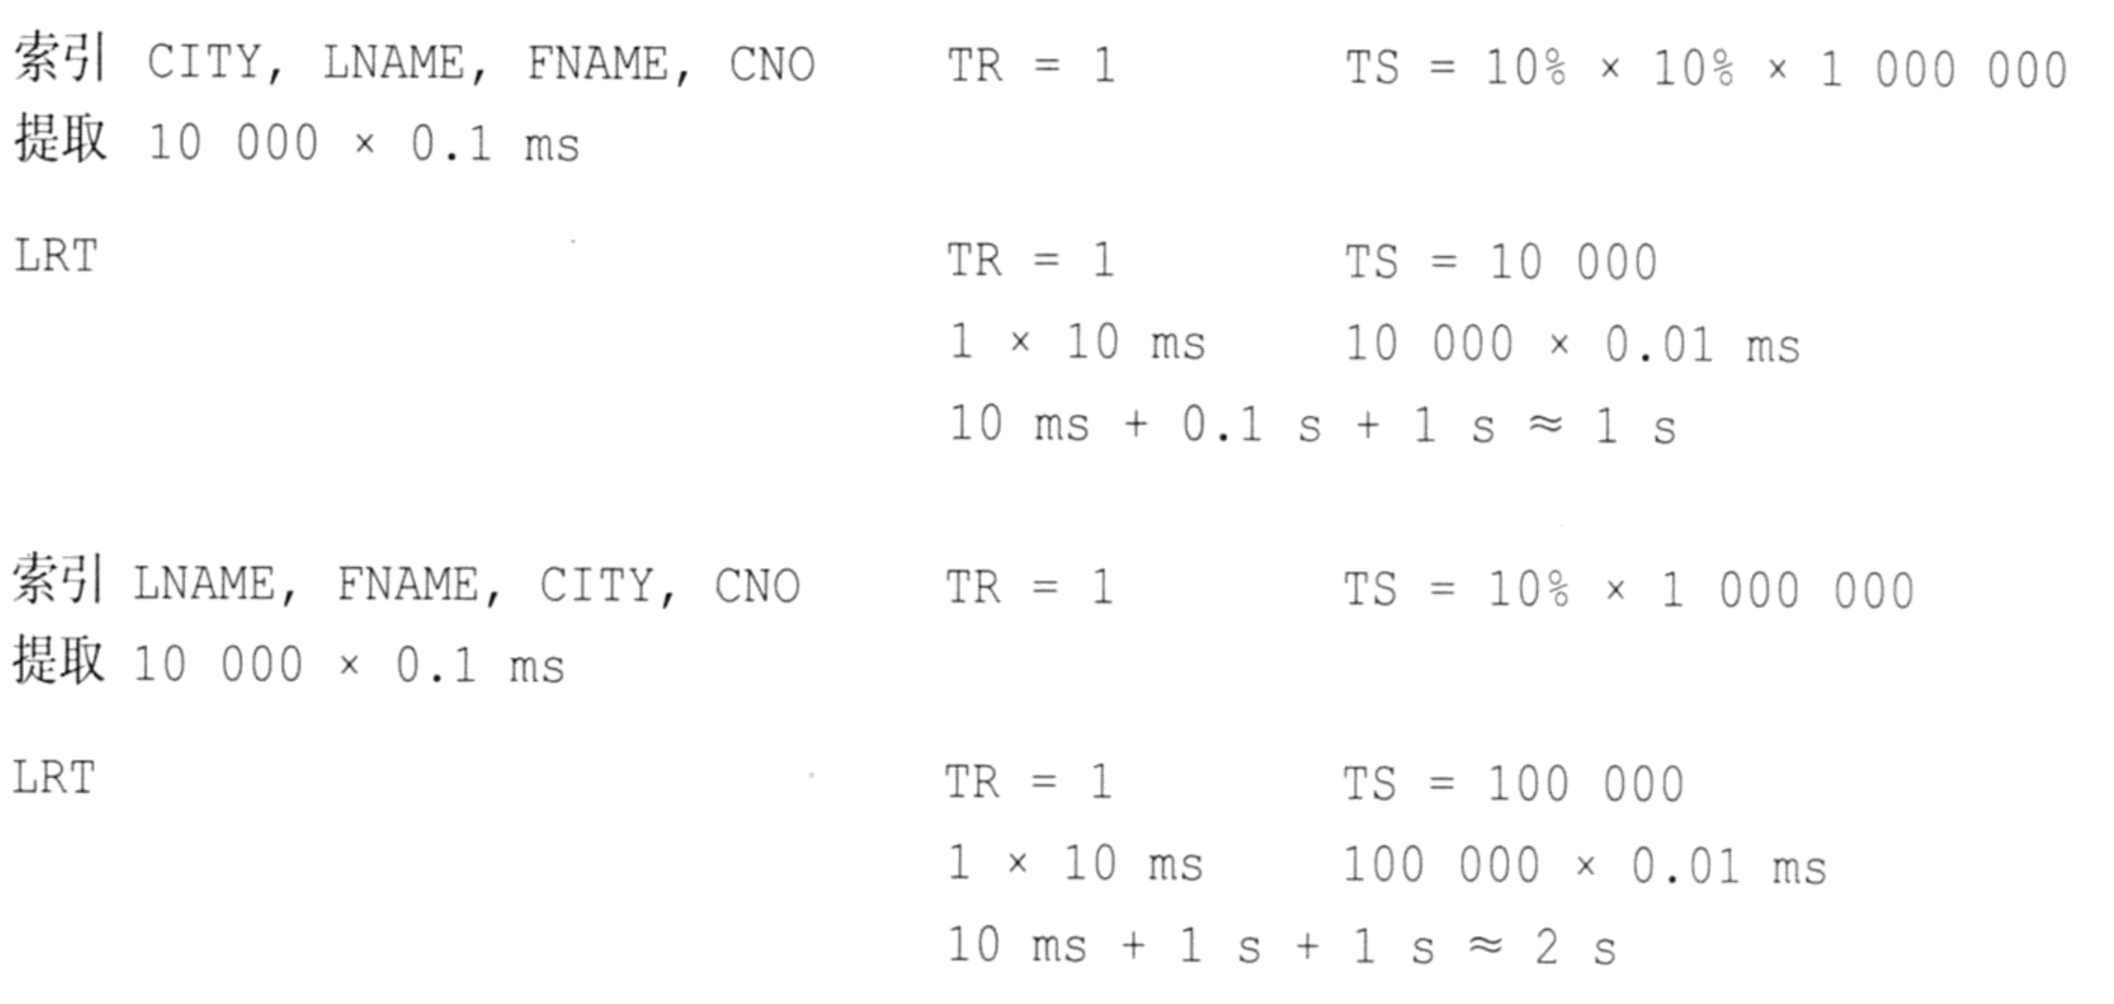 索引 CITY, LNAME, FNAME, CNO TR = 1 TS = 10% × 10% × 1 000 000
提取 10 000 × 0.1 ms
LRT TR = 1 TS = 10 000
1 × 10 ms 10 000 × 0.01 ms
10 ms + 0.1 s + 1 s ≈ 1 s
索引 LNAME, FNAME, CITY, CNO TR = 1 TS = 10% × 1 000 000
提取 10 000 × 0.1 ms
LRT TR = 1 TS = 100 000
1 × 10 ms 100 000 × 0.01 ms
10 ms + 1 s + 1 s ≈ 2 s